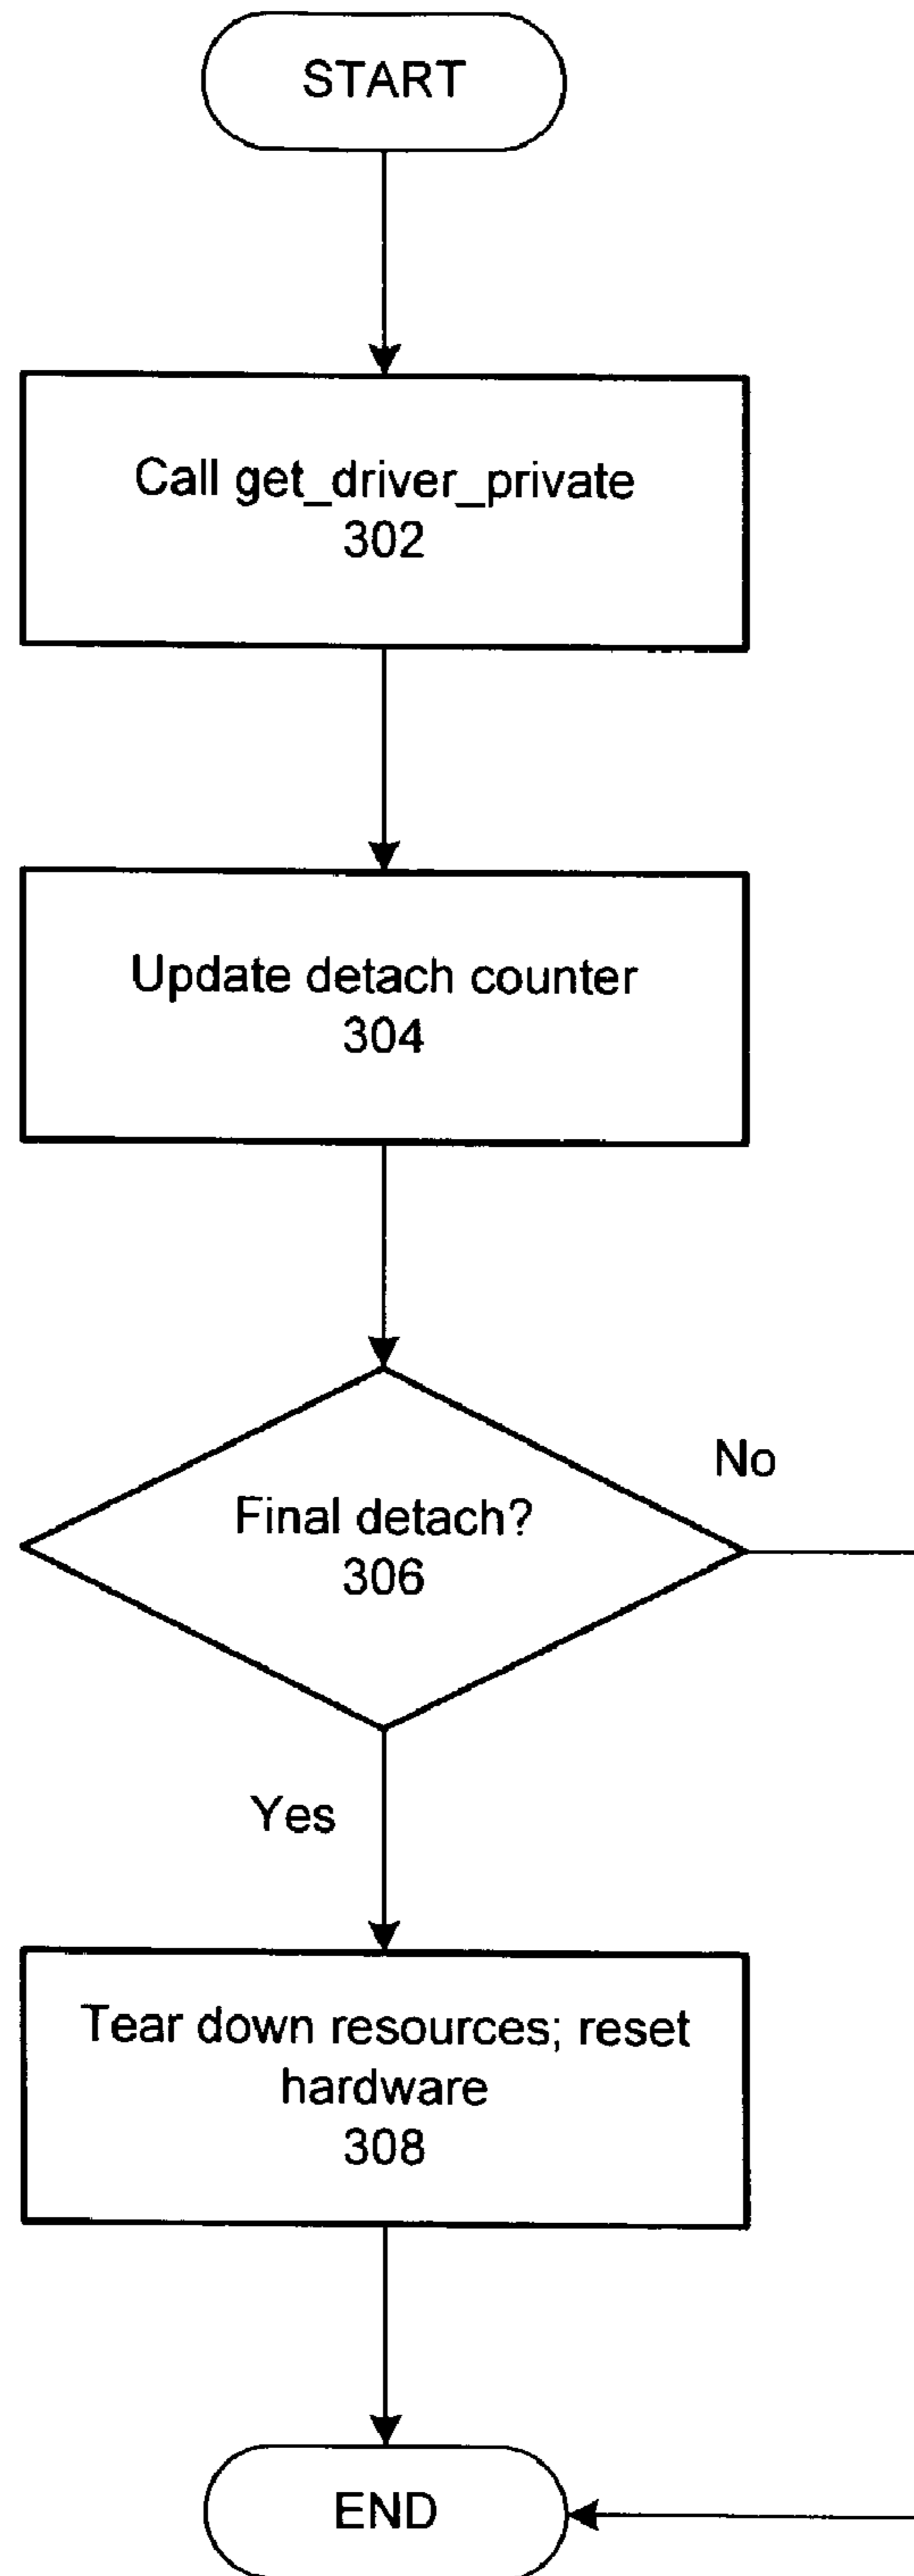 START
Call get_driver_private
302
Update detach counter
304
Final detach?
306
No
Yes
Tear down resources; reset
hardware
308
END